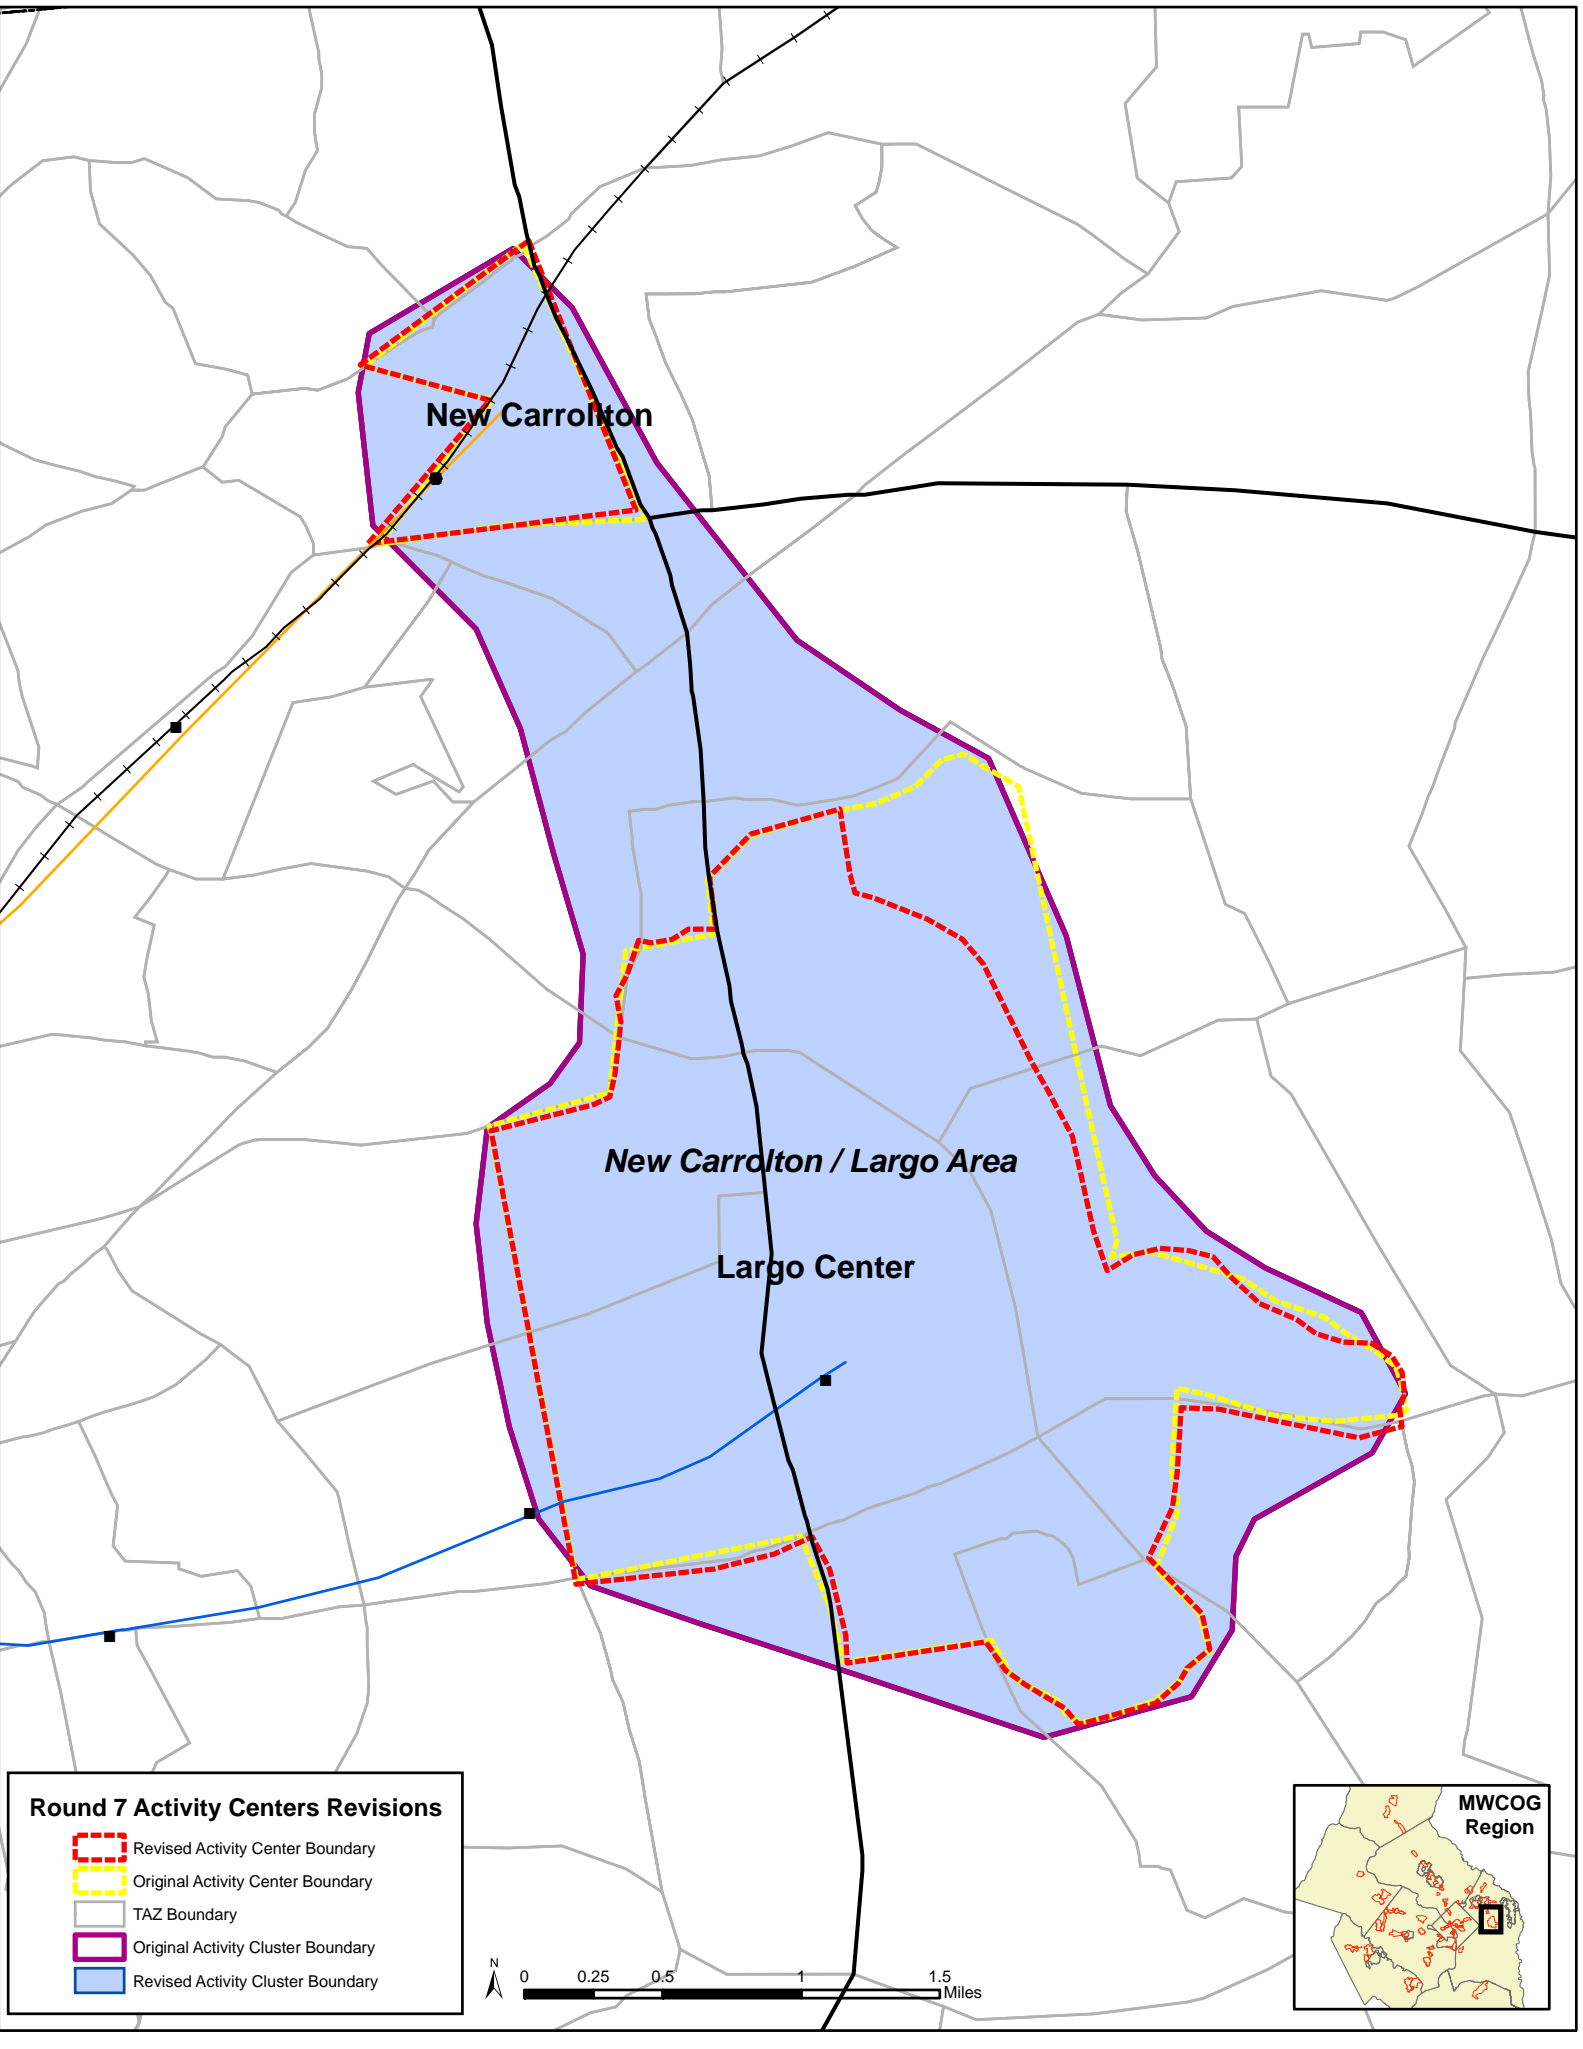 New Carrollton
New Carrolton / Largo Area
Largo Center
Round 7 Activity Centers Revisions
Revised Activity Center Boundary
Original Activity Center Boundary
TAZ Boundary
Original Activity Cluster Boundary
Revised Activity Cluster Boundary
N
0 0.25 0.5 1 1.5
Miles
MWCOG
Region